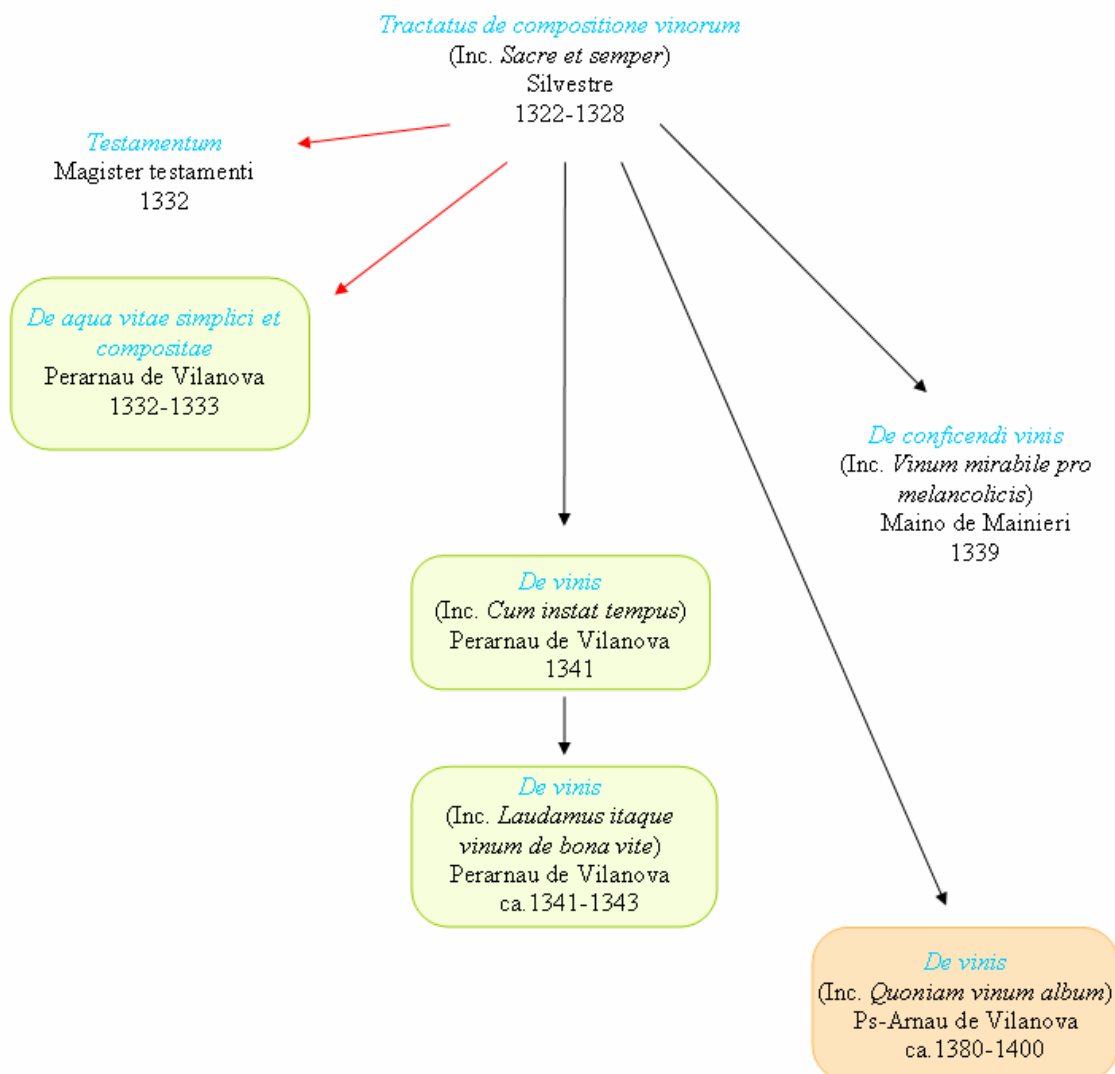 Tractatus de compositione vinorum
(Inc. Sacre et semper)
Silvestre
1322-1328
Testamentum
Magister testamenti
1332
De aqua vitae simplici et
compositae
Perarnau de Vilanova
1332-1333
De conficendi vinis
(Inc. Vinum mirabile pro
melancolicis)
Maino de Mainieri
1339
De vinis
(Inc. Cum instat tempus)
Perarnau de Vilanova
1341
De vinis
(Inc. Laudamus itaque
vinum de bona vite)
Perarnau de Vilanova
ca.1341-1343
De vinis
(Inc. Quoniam vinum album)
Ps-Arnau de Vilanova
ca.1380-1400